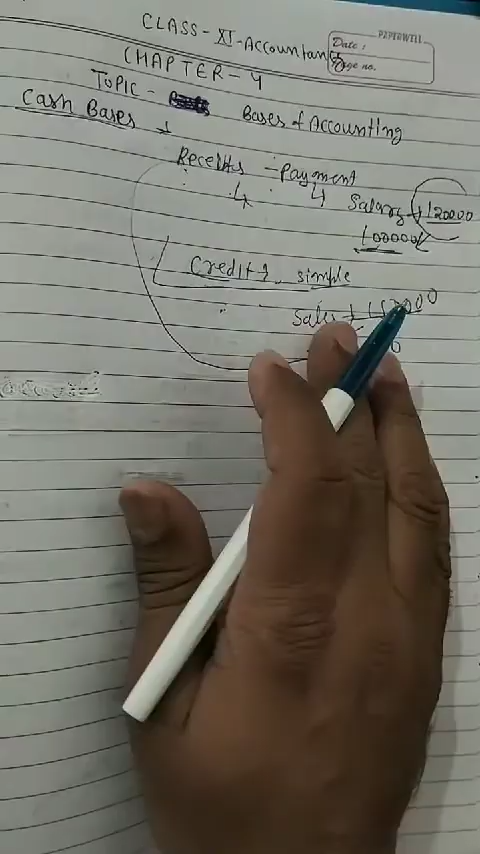 CLASS - XI - Accountancy
PAPERWELL
Date :
Page no.
CHAPTER - 4
TOPIC - Bases of Accounting
Cash Bases
Receipts - Payment
Salary 120000
100000
Credit simple
Sales